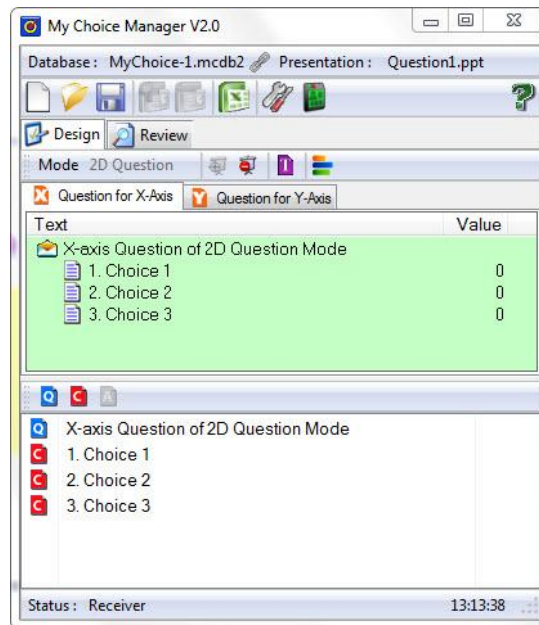 My Choice Manager V2.0
Database : MyChoice-1.mcdb2 Presentation : Question1.ppt
Design Review
Mode 2D Question
X Question for X-Axis Y Question for Y-Axis
Text Value
X-axis Question of 2D Question Mode
1. Choice 1 0
2. Choice 2 0
3. Choice 3 0
Q C A
Q X-axis Question of 2D Question Mode
C 1. Choice 1
C 2. Choice 2
C 3. Choice 3
Status : Receiver 13:13:38